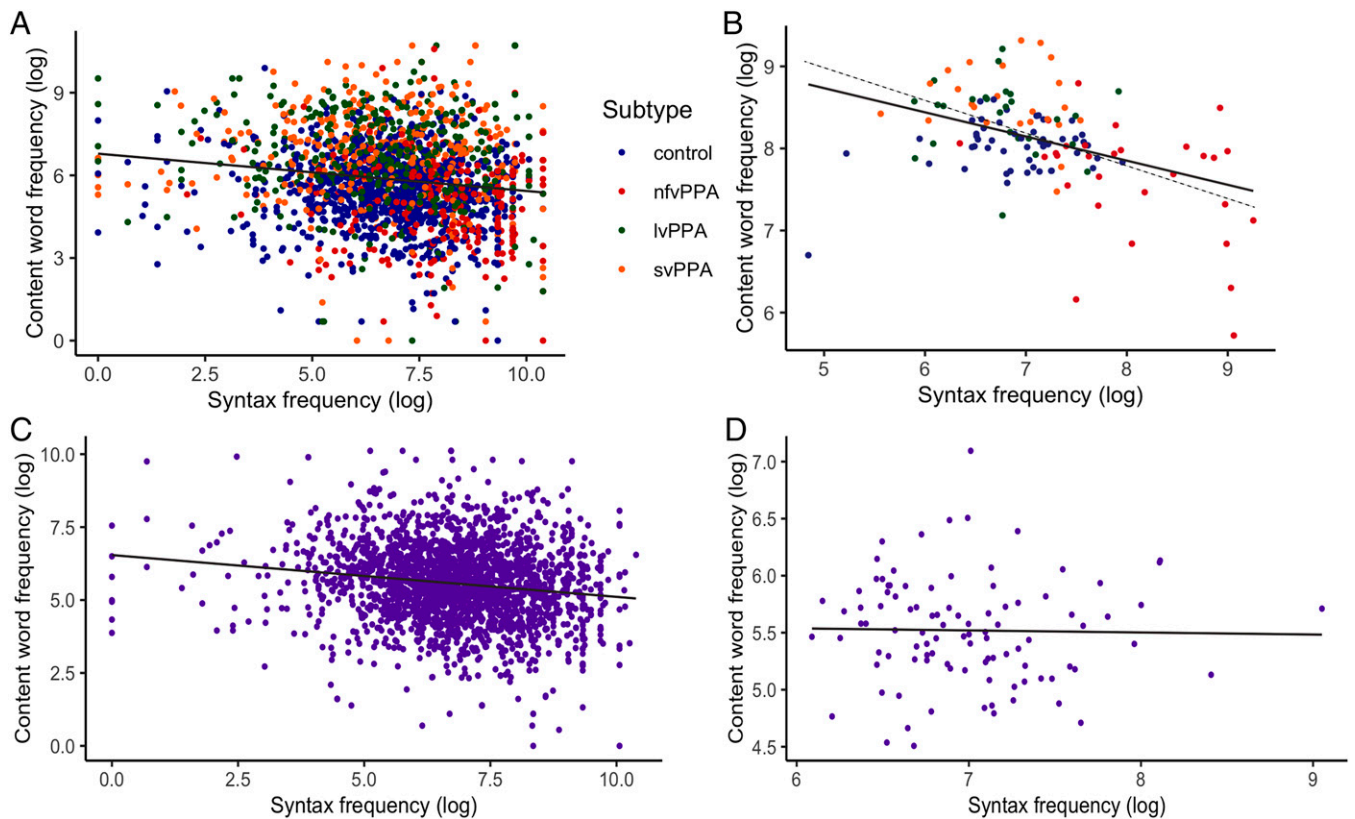 A
B
Content word frequency (log)
9
6
3
0
0.0 2.5 5.0 7.5 10.0
Syntax frequency (log)
Subtype
control
nfvPPA
lvPPA
svPPA
Content word frequency (log)
9
8
7
6
5 6 7 8 9
Syntax frequency (log)
C
D
Content word frequency (log)
10.0
7.5
5.0
2.5
0.0
0.0 2.5 5.0 7.5 10.0
Syntax frequency (log)
Content word frequency (log)
7.0
6.5
6.0
5.5
5.0
4.5
6 7 8 9
Syntax frequency (log)